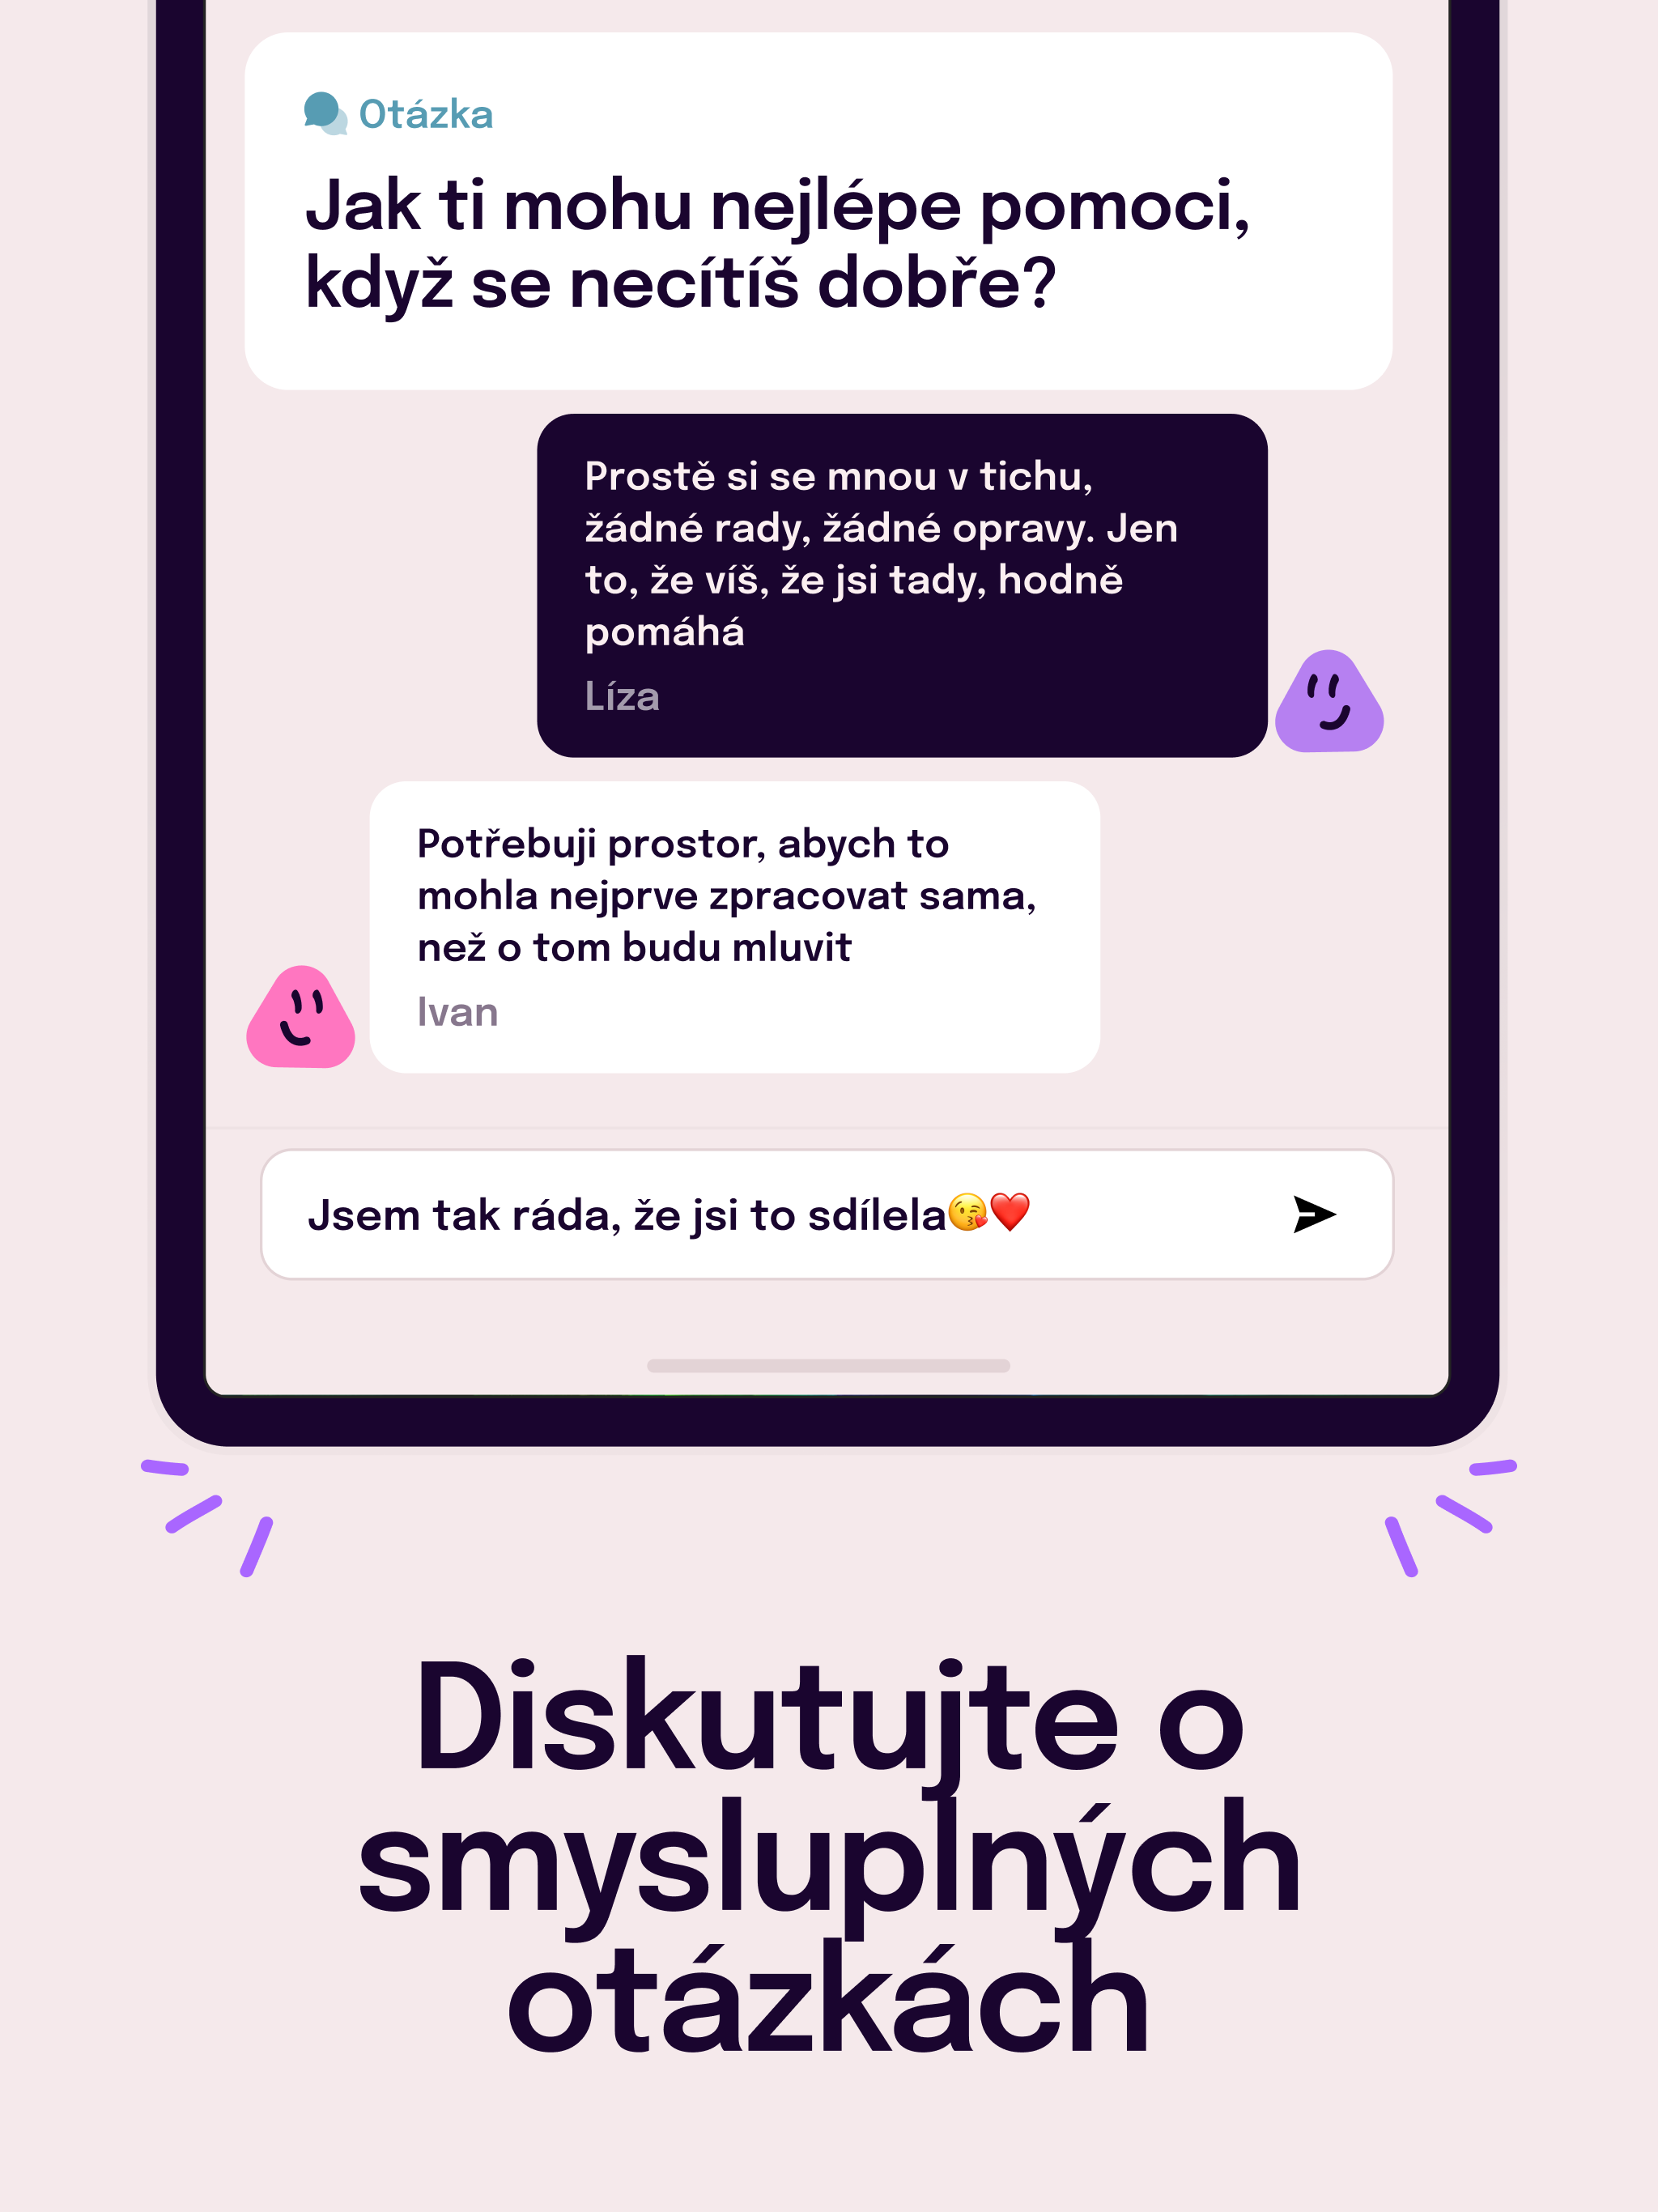 Otázka
Jak ti mohu nejlépe pomoci,
když se necítíš dobře?
Prostě si se mnou v tichu,
žádné rady, žádné opravy. Jen
to, že víš, že jsi tady, hodně
pomáhá
Líza
Potřebuji prostor, abych to
mohla nejprve zpracovat sama,
než o tom budu mluvit
Ivan
Jsem tak ráda, že jsi to sdílela😘❤️
Diskutujte o
smysluplných
otázkách